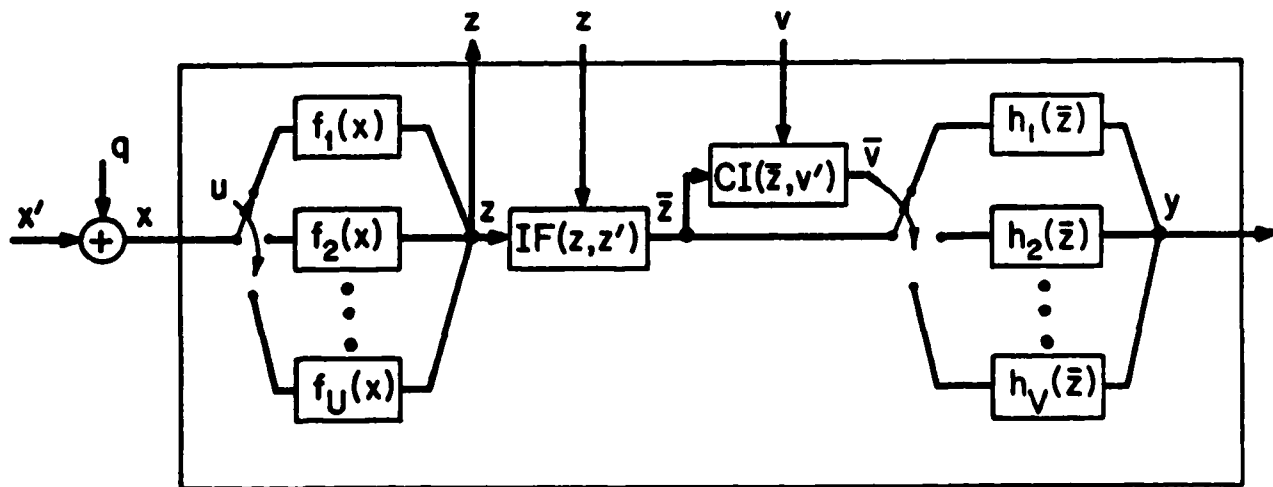 z z v
q
f₁(x) h₁(z̄)
CI(z̄,v′) v̄
u
x′ + x f₂(x) z IF(z,z′) z̄ h₂(z̄) y
f_U(x) h_V(z̄)